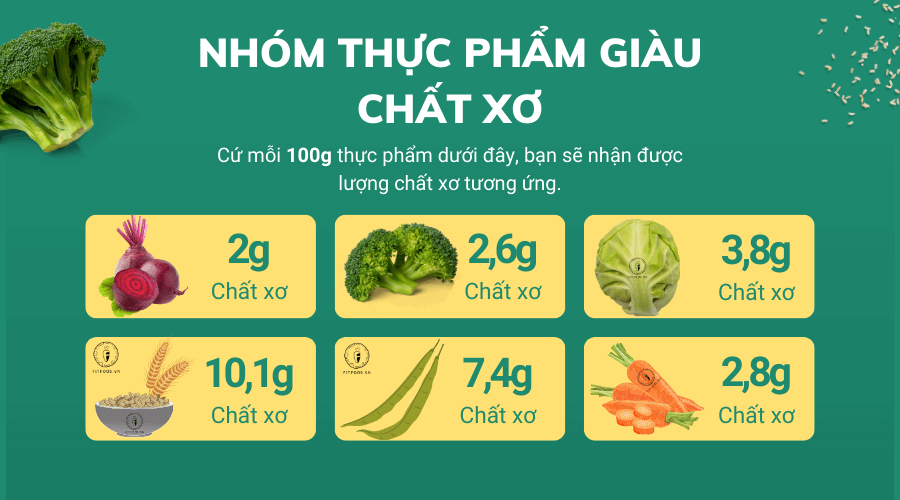 NHÓM THỰC PHẨM GIÀU
CHẤT XƠ
Cứ mỗi 100g thực phẩm dưới đây, bạn sẽ nhận được
lượng chất xơ tương ứng.
2g
Chất xơ
2,6g
Chất xơ
3,8g
Chất xơ
FITFOOD.VN
10,1g
Chất xơ
FITFOOD.VN
7,4g
Chất xơ
2,8g
Chất xơ